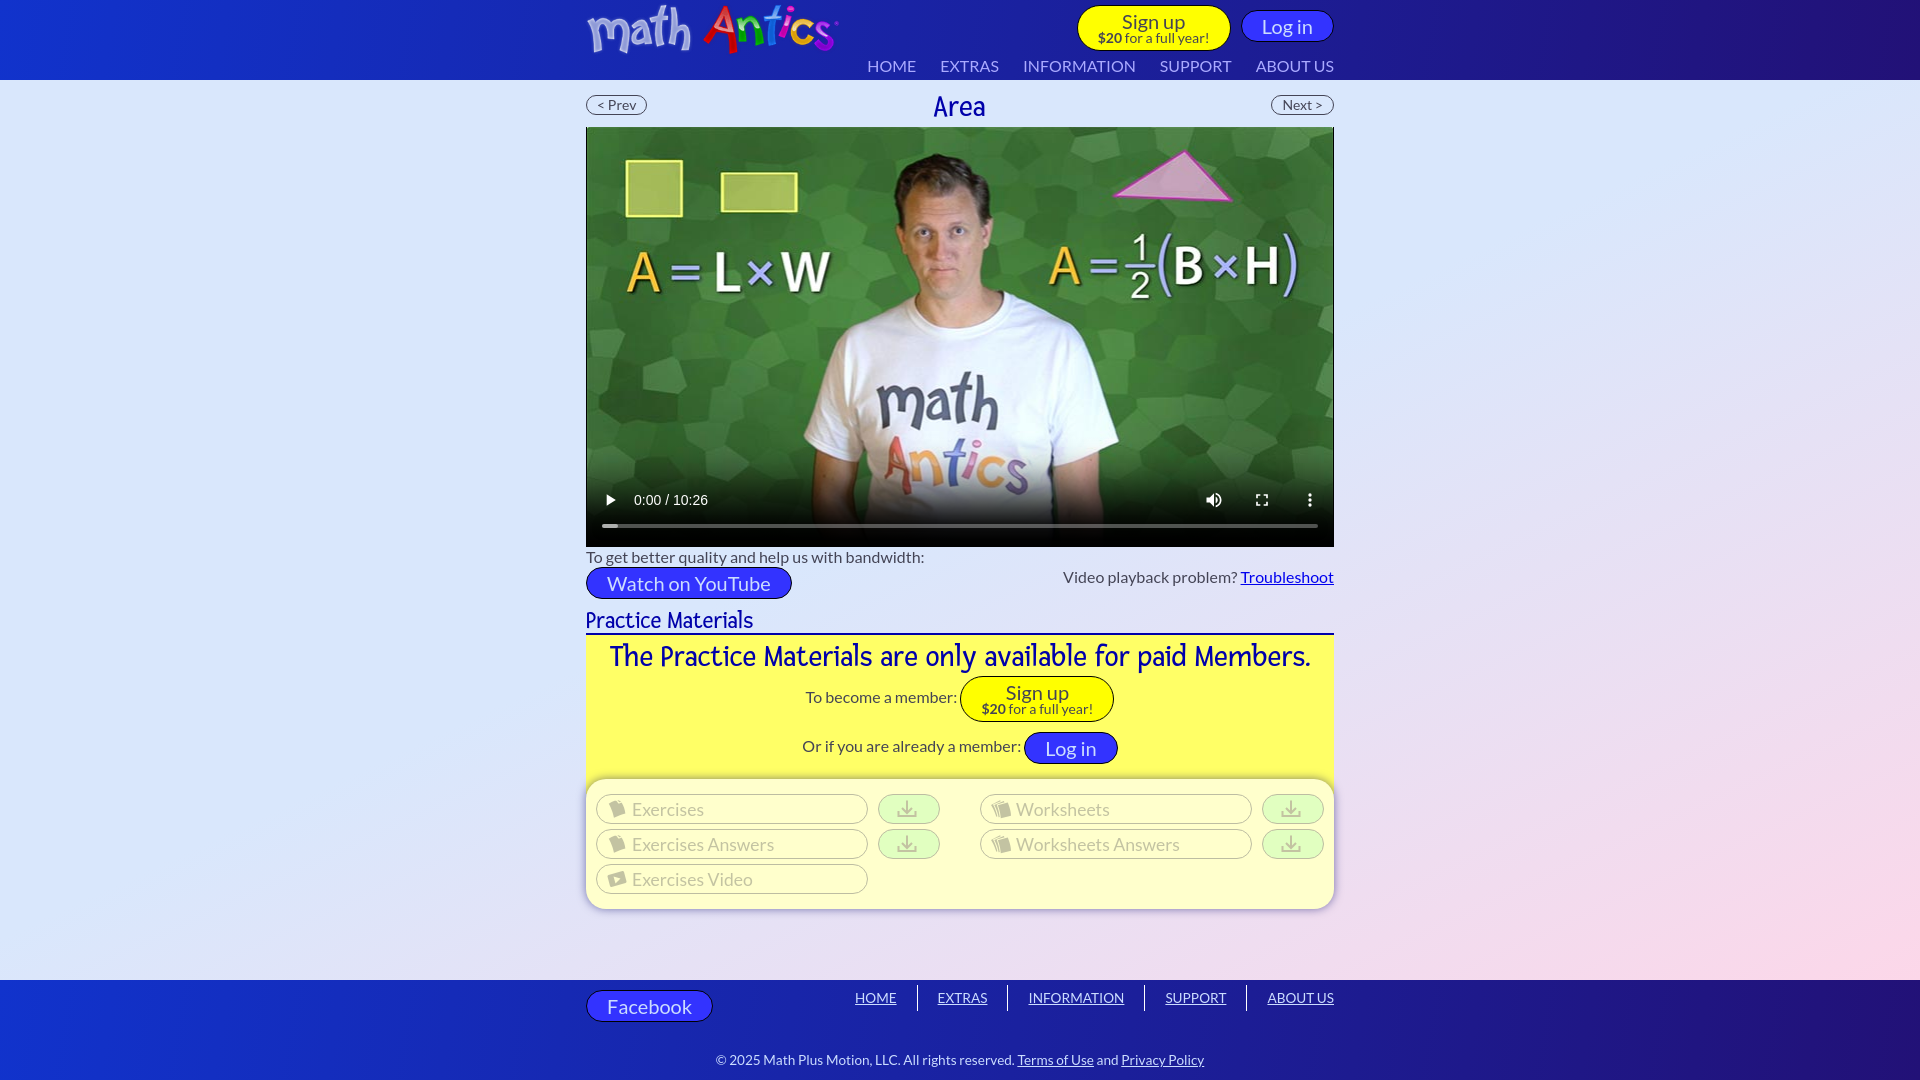 math Antics
Sign up
$20 for a full year!
Log in
HOME
EXTRAS
INFORMATION
SUPPORT
ABOUT US
< Prev
Area
Next >
A = L × W
A = 1/2 (B × H)
math
Antics
0:00 / 10:26
To get better quality and help us with bandwidth:
Watch on YouTube
Video playback problem? Troubleshoot
Practice Materials
The Practice Materials are only available for paid Members.
To become a member: Sign up
$20 for a full year!
Or if you are already a member: Log in
Exercises
Worksheets
Exercises Answers
Worksheets Answers
Exercises Video
Facebook
HOME
EXTRAS
INFORMATION
SUPPORT
ABOUT US
© 2025 Math Plus Motion, LLC. All rights reserved. Terms of Use and Privacy Policy